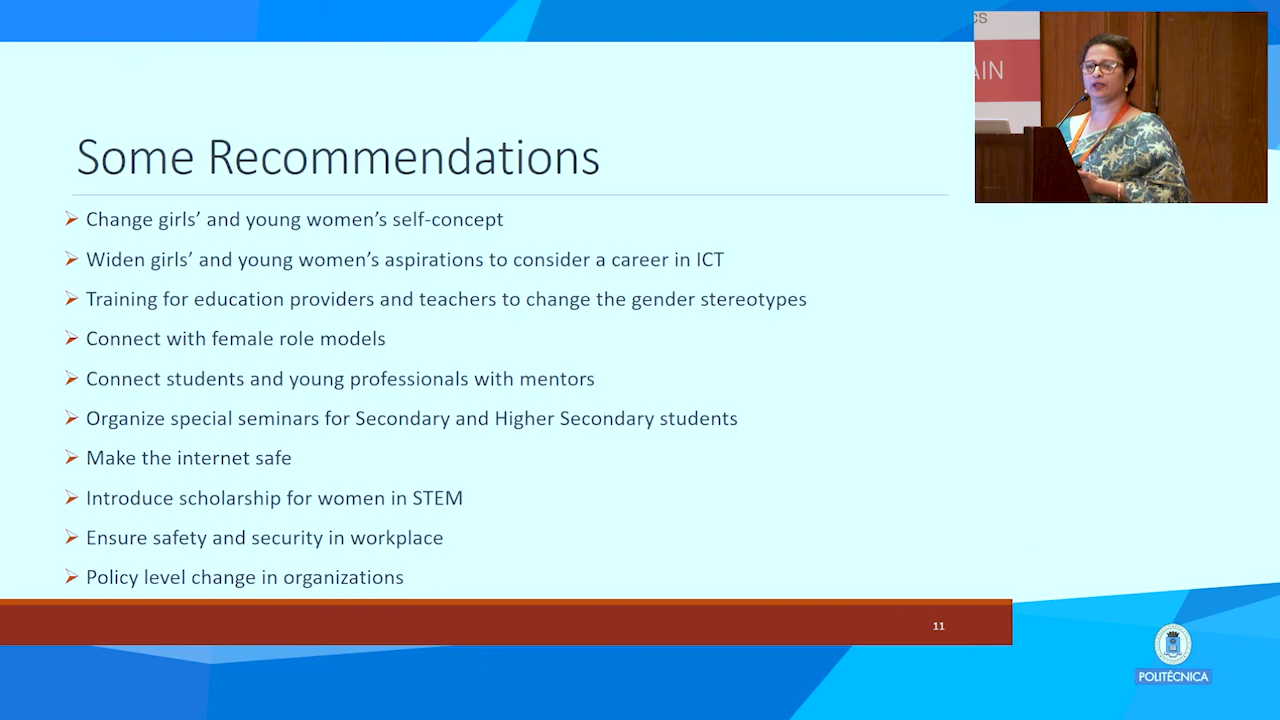 Some Recommendations
Change girls’ and young women’s self-concept
Widen girls’ and young women’s aspirations to consider a career in ICT
Training for education providers and teachers to change the gender stereotypes
Connect with female role models
Connect students and young professionals with mentors
Organize special seminars for Secondary and Higher Secondary students
Make the internet safe
Introduce scholarship for women in STEM
Ensure safety and security in workplace
Policy level change in organizations
11
POLITÉCNICA